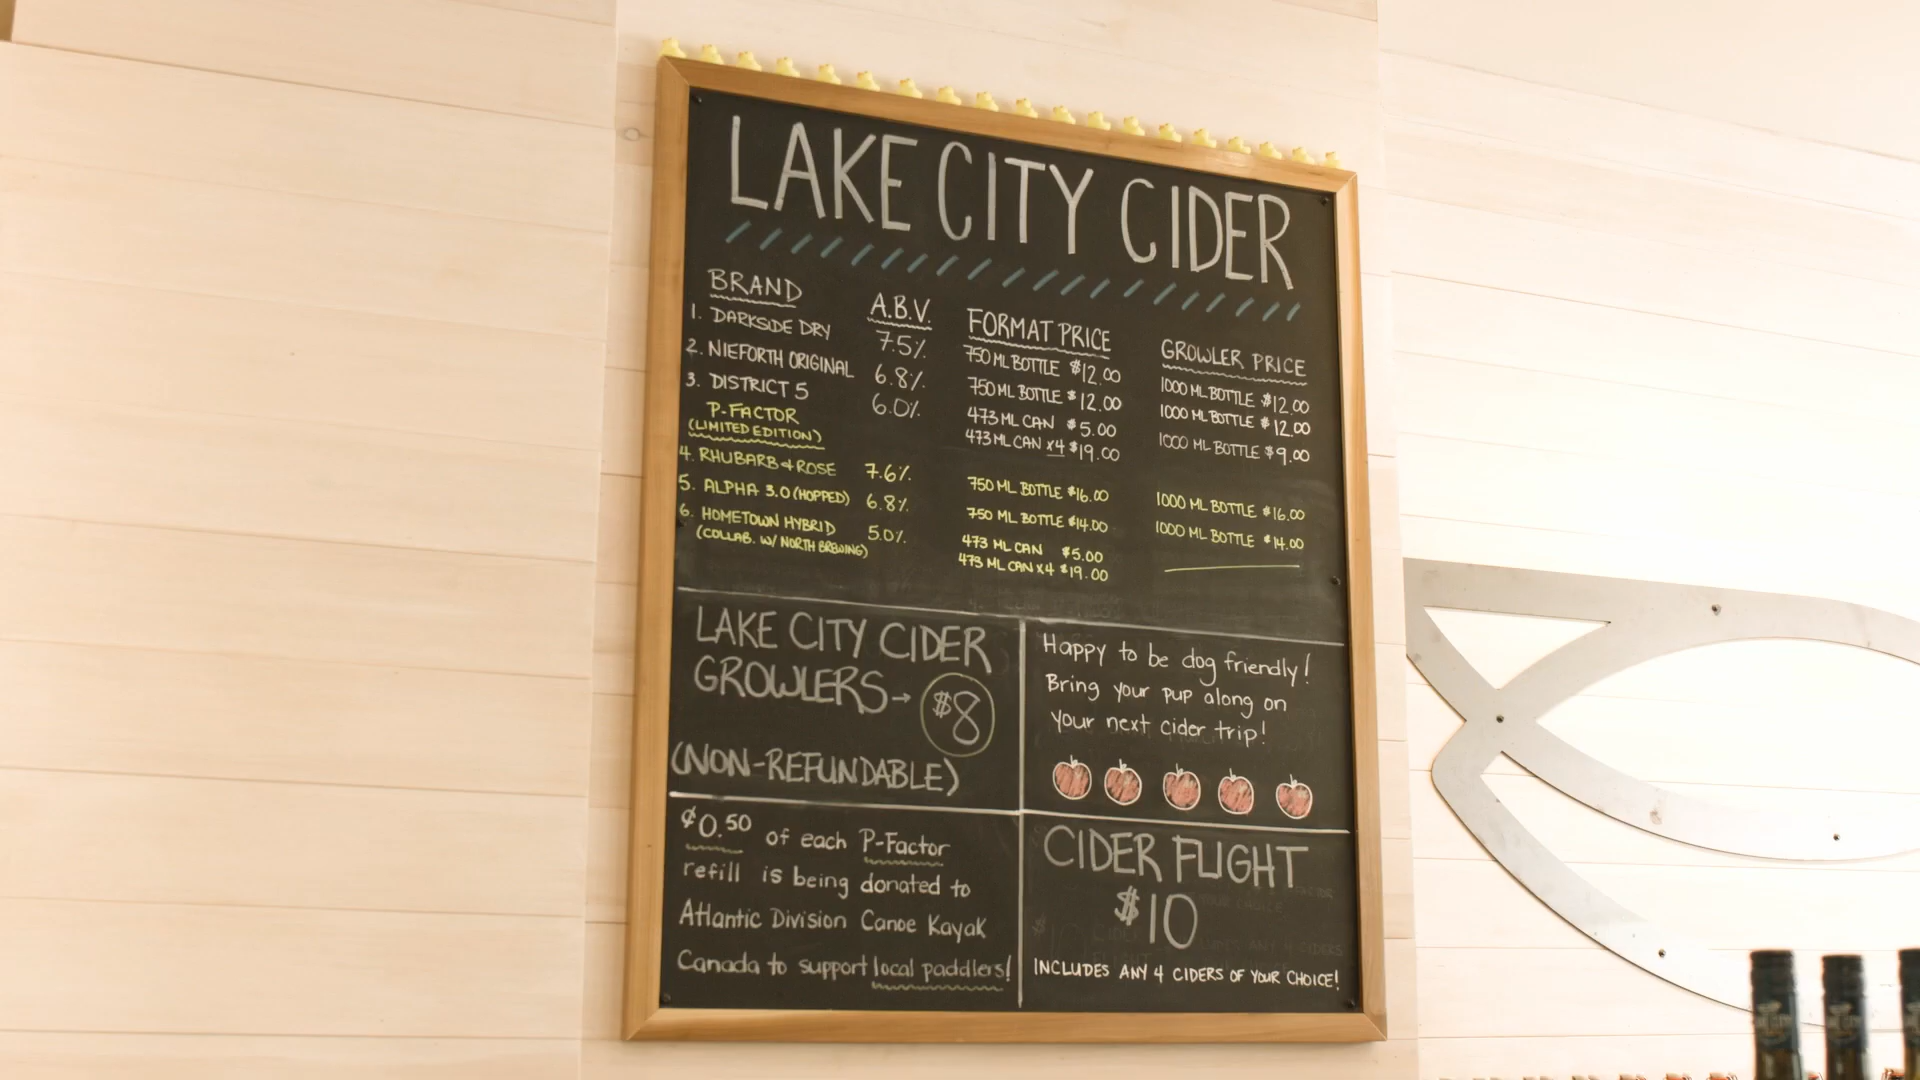 LAKE CITY CIDER
BRAND A.B.V. FORMAT PRICE GROWLER PRICE
1. DARKSIDE DRY 7.5% 750 ML BOTTLE $12.00 1000 ML BOTTLE $12.00
2. NIEFORTH ORIGINAL 6.8% 750 ML BOTTLE $12.00 1000 ML BOTTLE $12.00
3. DISTRICT 5 6.0% 473 ML CAN $5.00 1000 ML BOTTLE $9.00
473 ML CAN x4 $19.00
P-FACTOR
(LIMITED EDITION)
4. RHUBARB & ROSE 7.6% 750 ML BOTTLE $16.00 1000 ML BOTTLE $16.00
5. ALPHA 3.0 (HOPPED) 6.8% 750 ML BOTTLE $14.00 1000 ML BOTTLE $14.00
6. HOMETOWN HYBRID 5.0% 473 ML CAN $5.00
(COLLAB. W/ NORTH BREWING) 473 ML CAN X4 $19.00
LAKE CITY CIDER
GROWLERS → $8
(NON-REFUNDABLE)
Happy to be dog friendly!
Bring your pup along on
your next cider trip!
$0.50 of each P-Factor
refill is being donated to
Atlantic Division Canoe Kayak
Canada to support local paddlers!
CIDER FLIGHT
$10
INCLUDES ANY 4 CIDERS OF YOUR CHOICE!